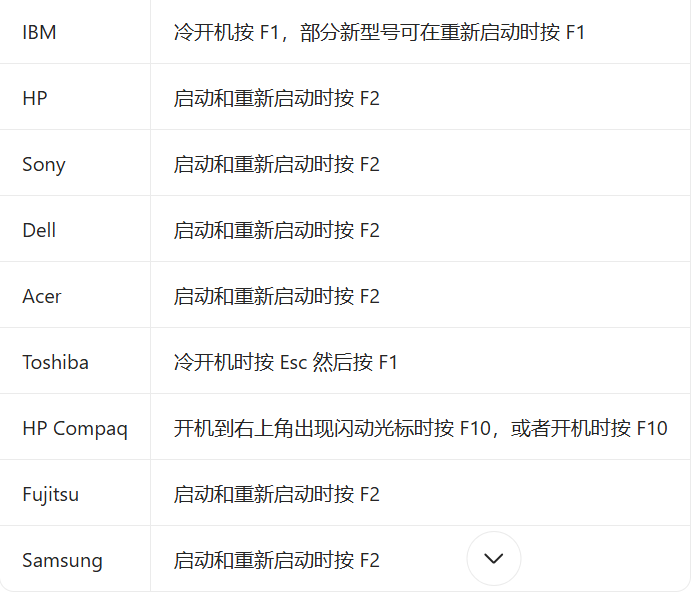 IBM 冷开机按 F1，部分新型号可在重新启动时按 F1
HP 启动和重新启动时按 F2
Sony 启动和重新启动时按 F2
Dell 启动和重新启动时按 F2
Acer 启动和重新启动时按 F2
Toshiba 冷开机时按 Esc 然后按 F1
HP Compaq 开机到右上角出现闪动光标时按 F10，或者开机时按 F10
Fujitsu 启动和重新启动时按 F2
Samsung 启动和重新启动时按 F2